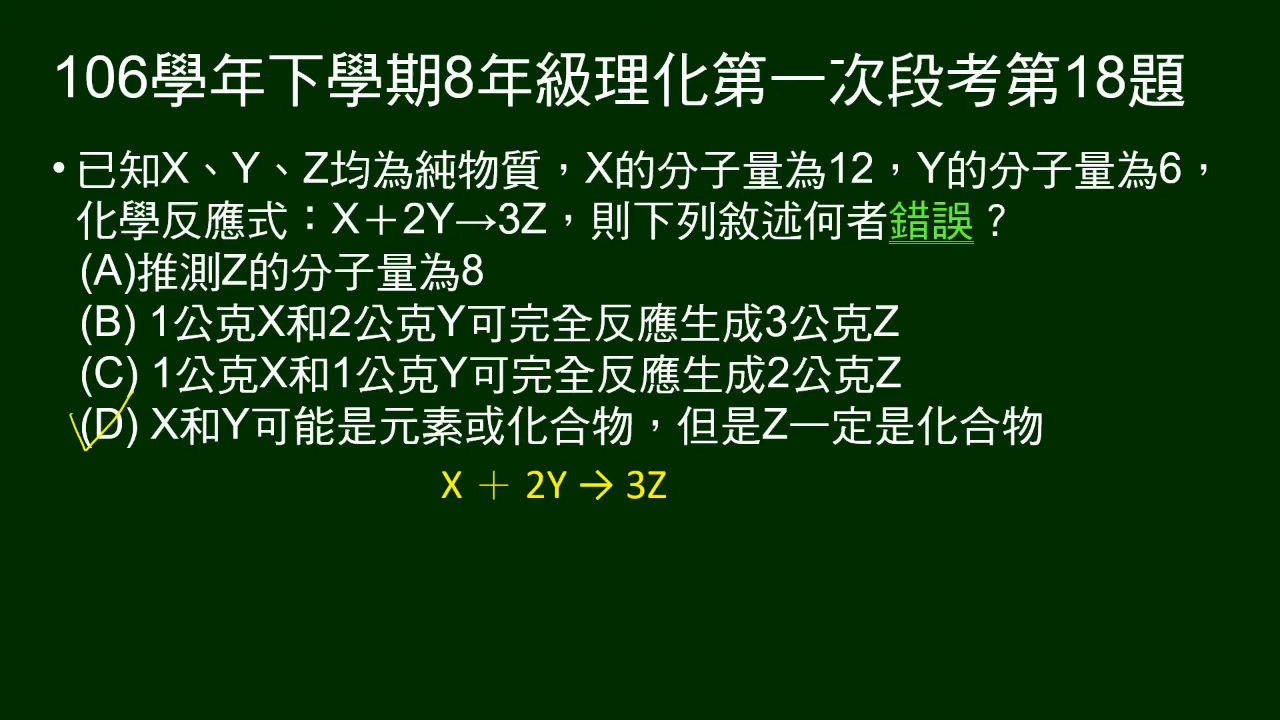 106學年下學期8年級理化第一次段考第18題
• 已知X、Y、Z均為純物質，X的分子量為12，Y的分子量為6，
化學反應式：X＋2Y→3Z，則下列敘述何者錯誤？
(A)推測Z的分子量為8
(B) 1公克X和2公克Y可完全反應生成3公克Z
(C) 1公克X和1公克Y可完全反應生成2公克Z
(D) X和Y可能是元素或化合物，但是Z一定是化合物
X ＋ 2Y → 3Z